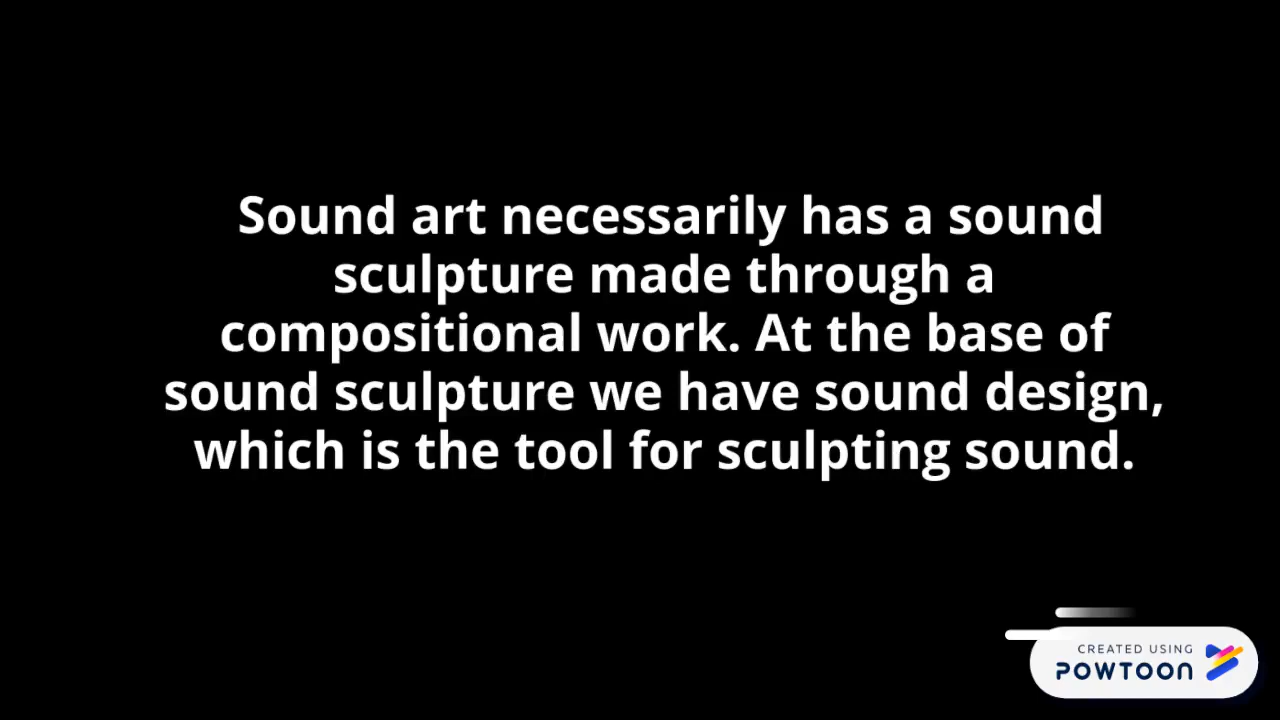 Sound art necessarily has a sound
sculpture made through a
compositional work. At the base of
sound sculpture we have sound design,
which is the tool for sculpting sound.
CREATED USING
POWTOON